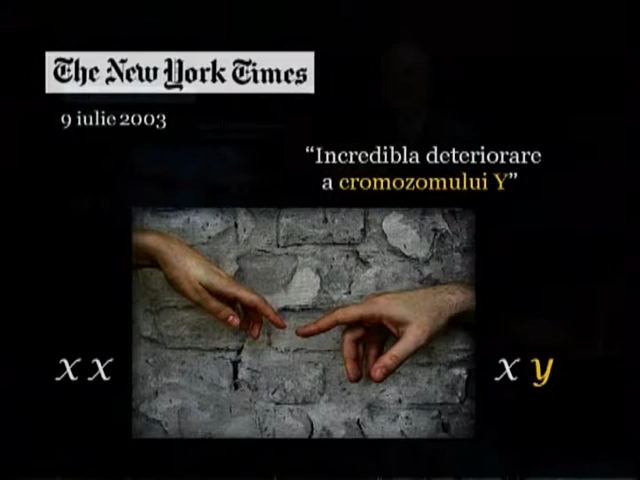 The New York Times
9 iulie 2003
“Incredibla deteriorare
a cromozomului Y”
x x
x y